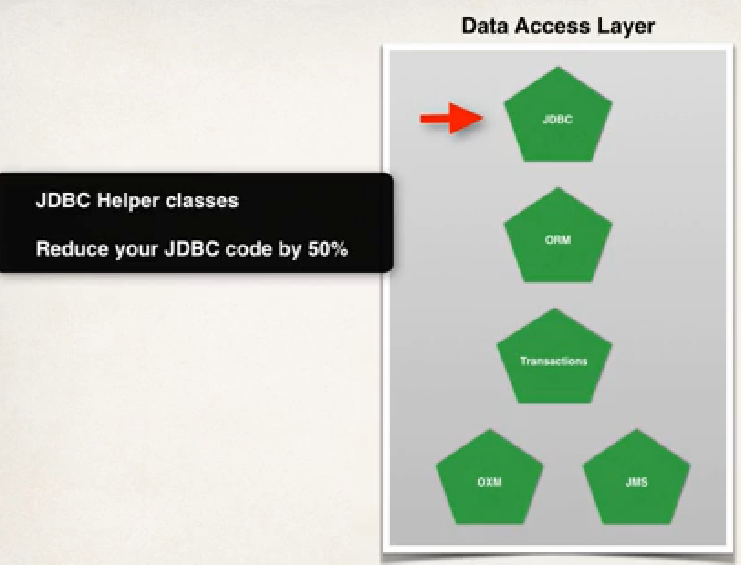 Data Access Layer
JDBC
JDBC Helper classes
Reduce your JDBC code by 50%
ORM
Transactions
OXM
JMS